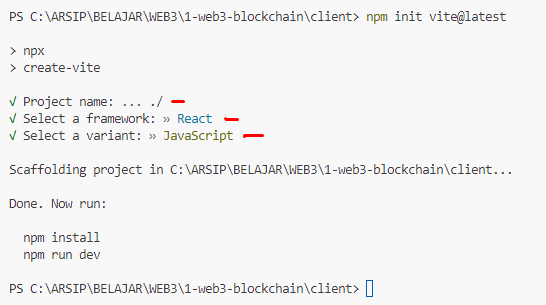 PS C:\ARSIP\BELAJAR\WEB3\1-web3-blockchain\client> npm init vite@latest
> npx
> create-vite
√ Project name: ... ./
√ Select a framework: » React
√ Select a variant: » JavaScript
Scaffolding project in C:\ARSIP\BELAJAR\WEB3\1-web3-blockchain\client...
Done. Now run:
npm install
npm run dev
PS C:\ARSIP\BELAJAR\WEB3\1-web3-blockchain\client>